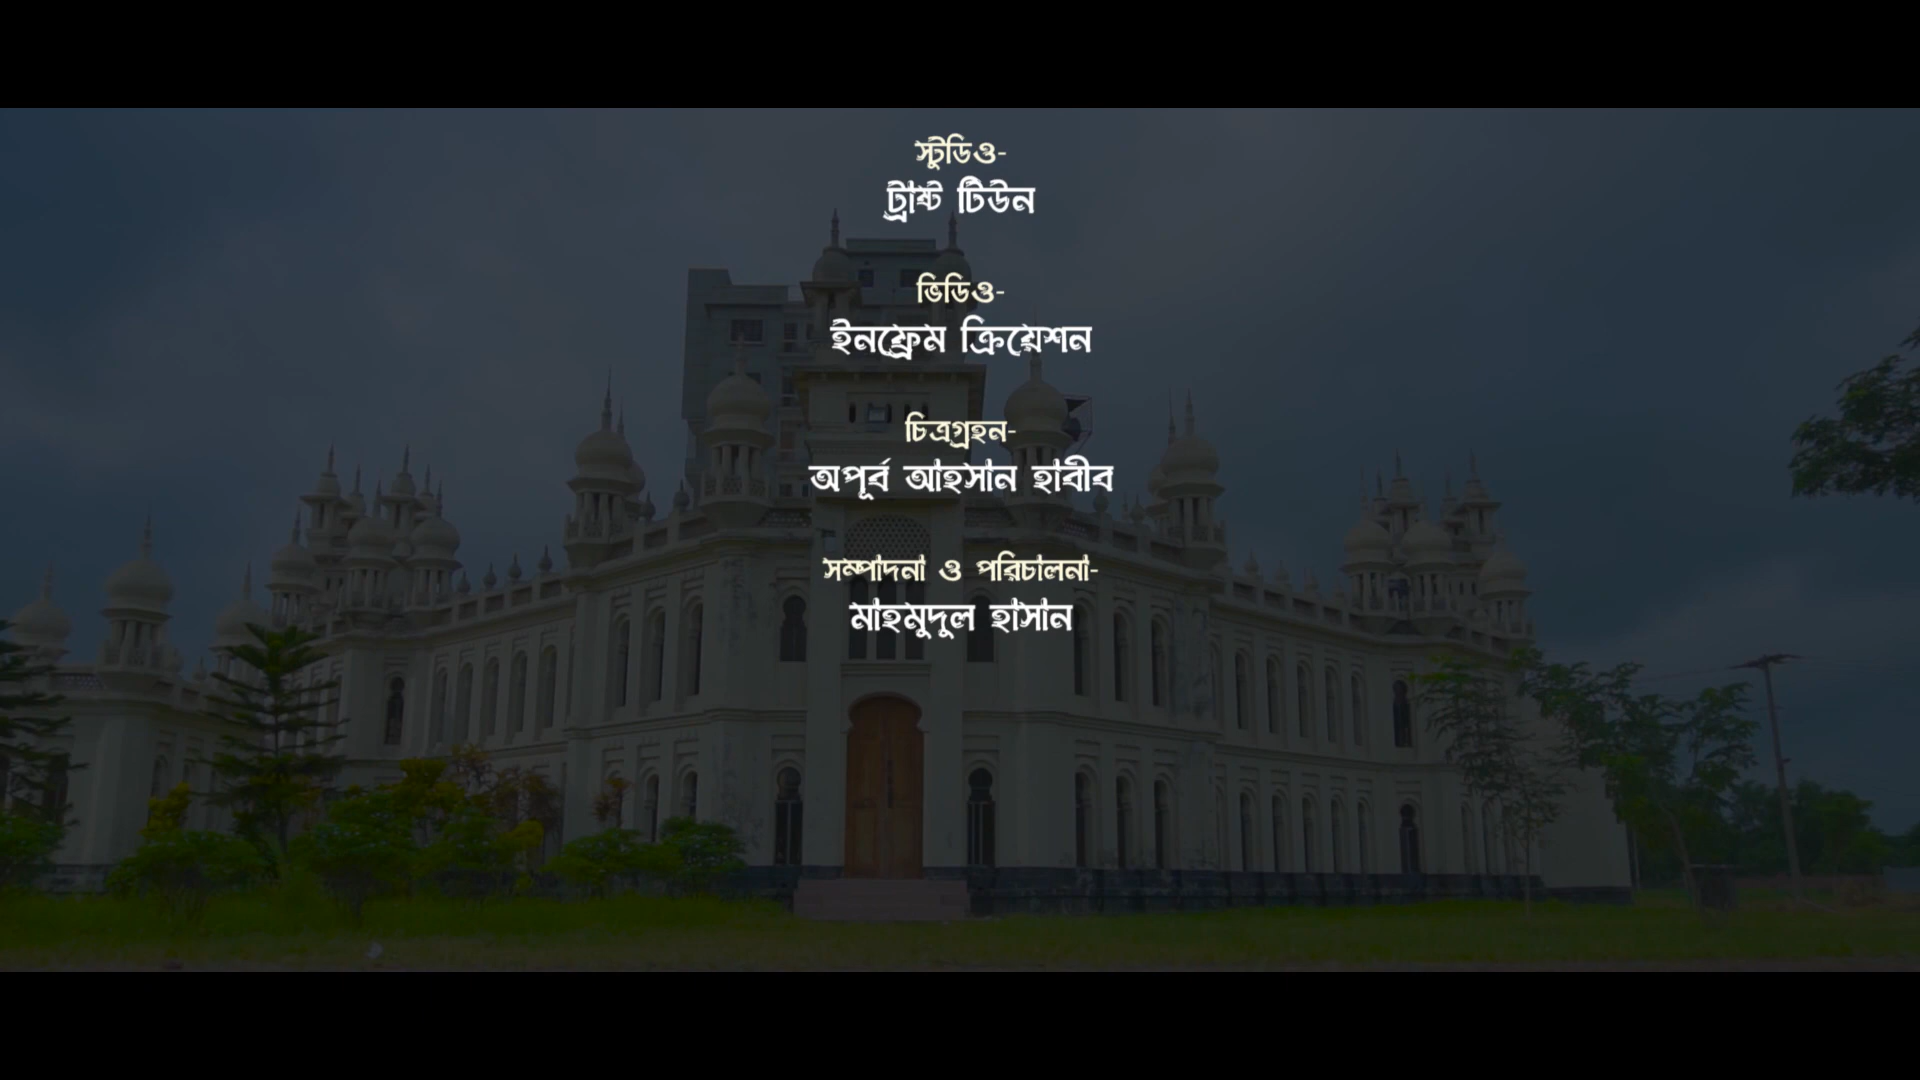 স্টুডিও-
ট্রাষ্ট টিউন
ভিডিও-
ইনফ্রেম ক্রিয়েশন
চিত্রগ্রহন-
অপূর্ব আহসান হাবীব
সম্পাদনা ও পরিচালনা-
মাহমুদুল হাসান